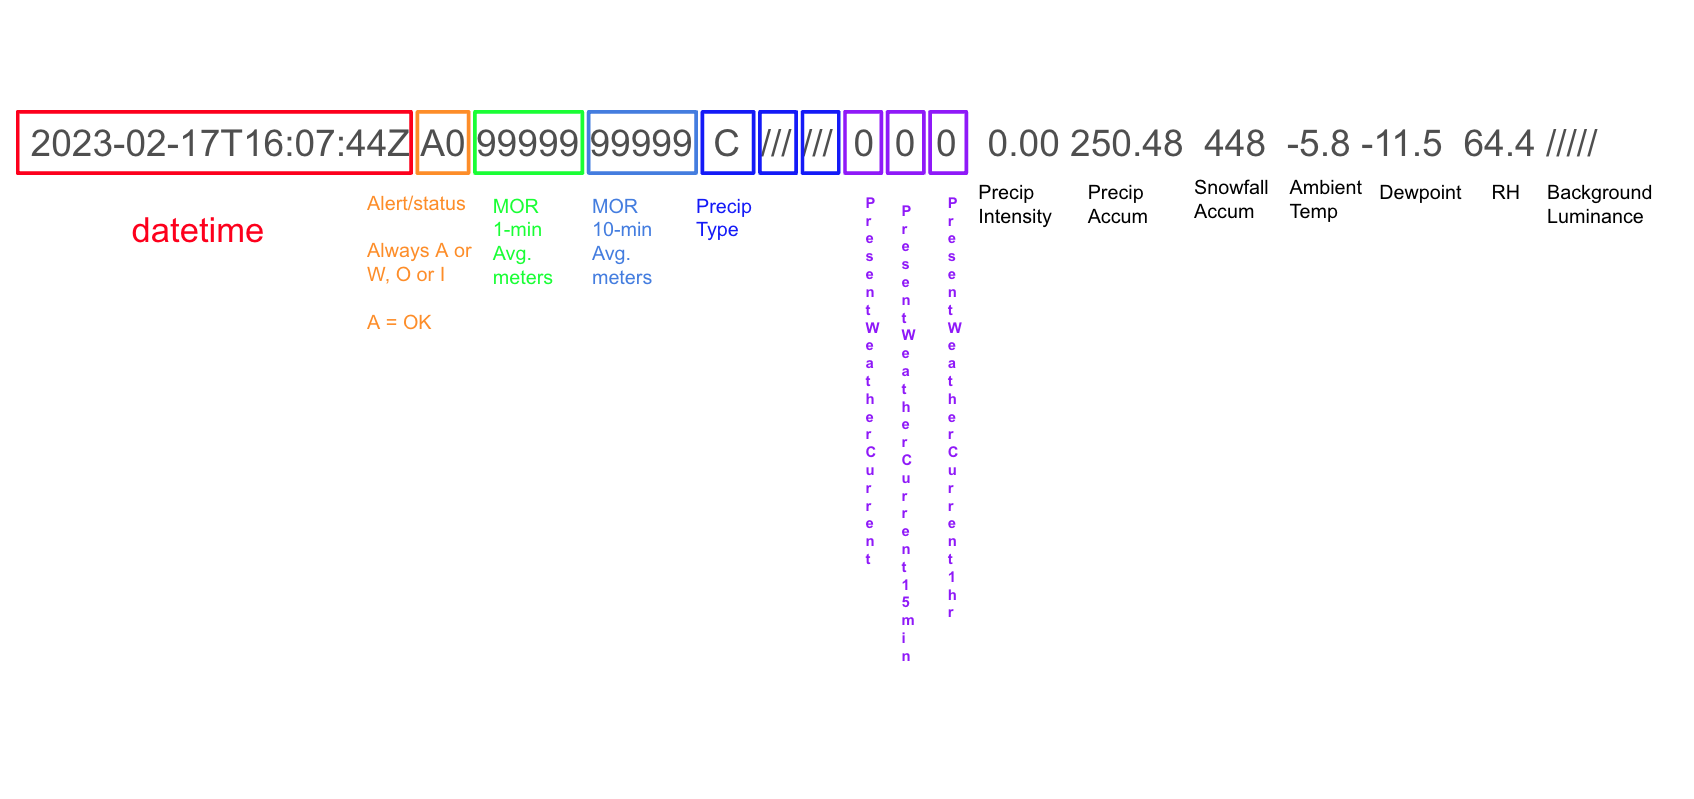 2023-02-17T16:07:44Z A0 99999 99999 C /// /// 0 0 0 0.00 250.48 448 -5.8 -11.5 64.4 /////
datetime
Alert/status
Always A or
W, O or I
A = OK
MOR
1-min
Avg.
meters
MOR
10-min
Avg.
meters
Precip
Type
PresentWeatherCurrent
PresentWeatherCurrent15min
PresentWeatherCurrent1hr
Precip
Intensity
Precip
Accum
Snowfall
Accum
Ambient
Temp
Dewpoint
RH
Background
Luminance